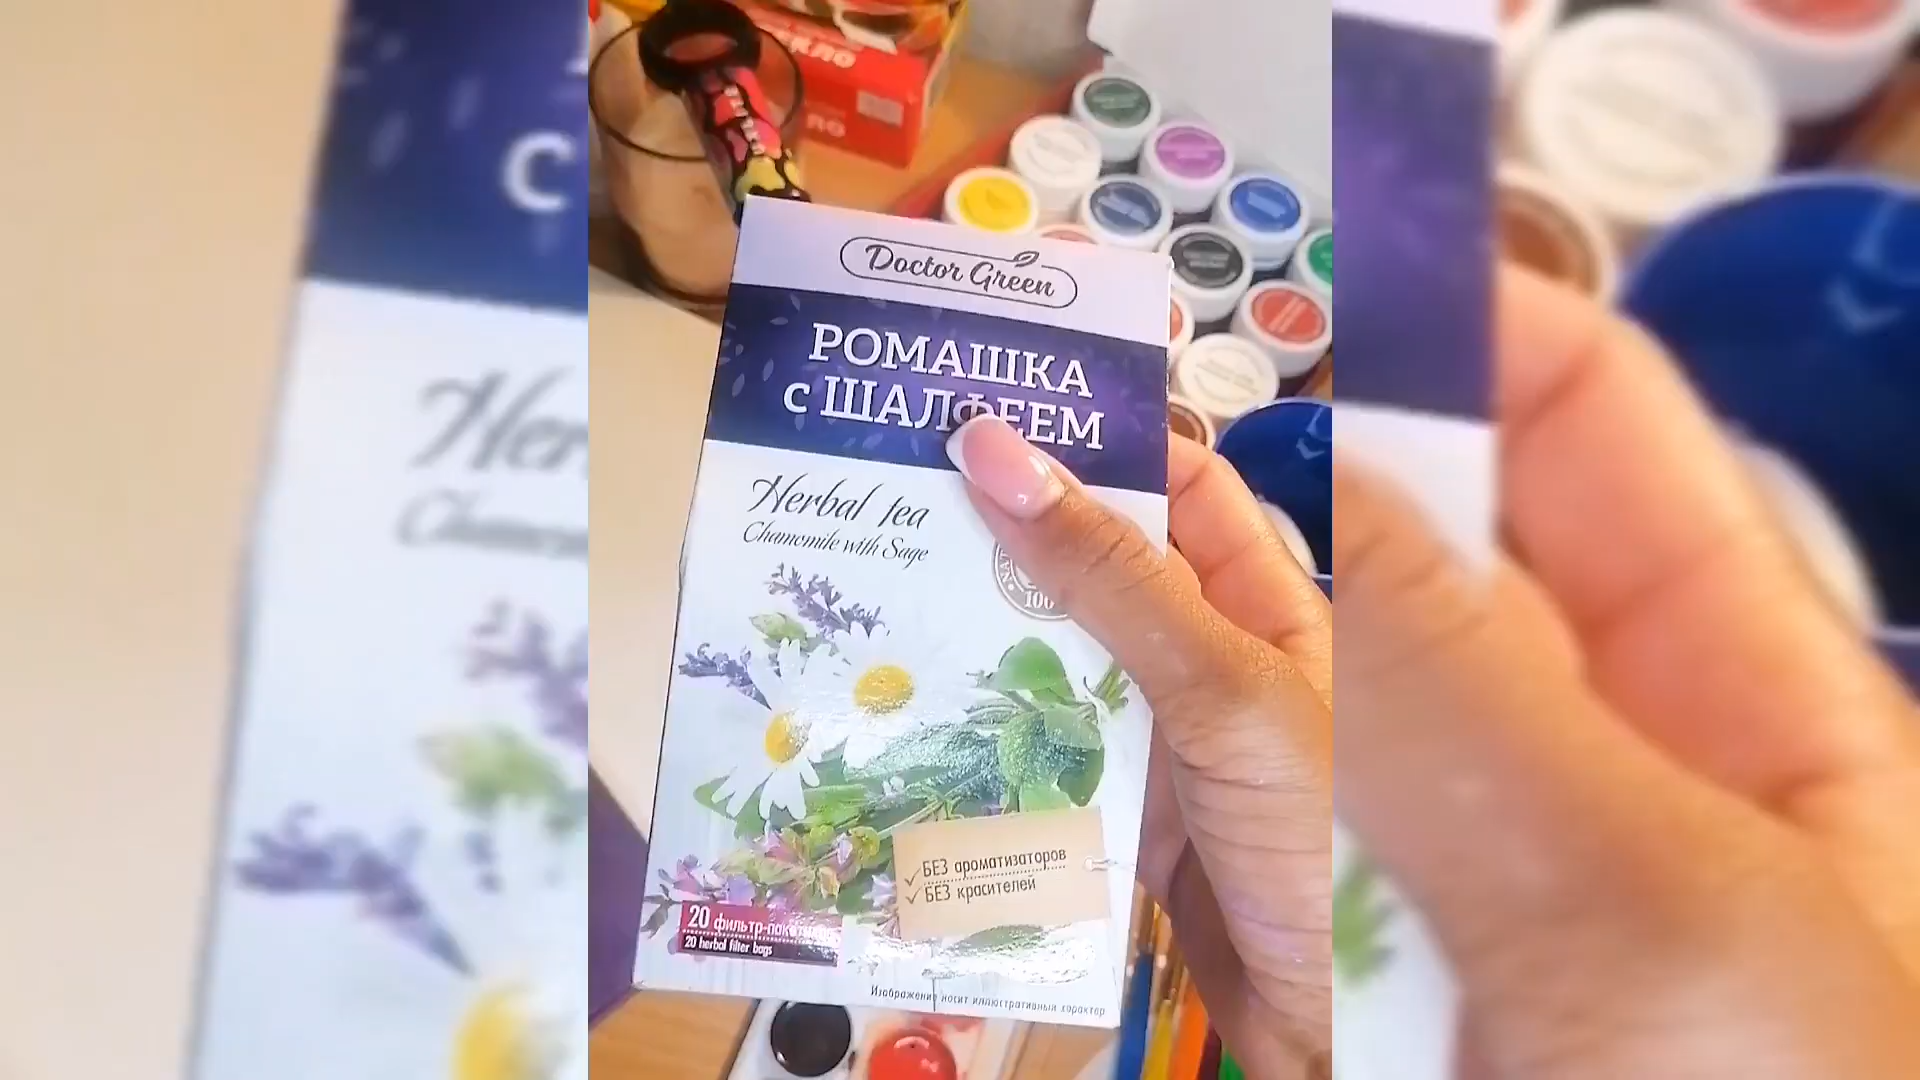 Doctor Green
РОМАШКА
с ШАЛФЕЕМ
Herbal tea
Chamomile with Sage
100
БЕЗ ароматизаторов
БЕЗ красителей
20 фильтр-пакетиков
20 herbal filter bags
Изображение носит иллюстративный характер